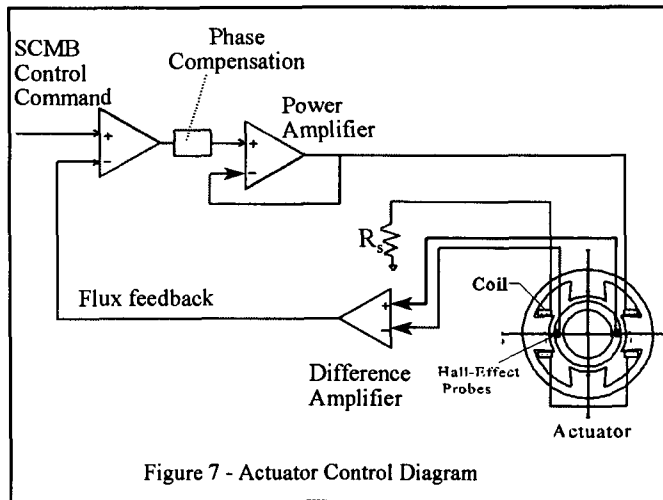 SCMB
Control
Command
Phase
Compensation
Power
Amplifier
+
−
+
−
R_s
Flux feedback
+
−
Coil
Hall-Effect
Probes
Difference
Amplifier
Actuator
Figure 7 - Actuator Control Diagram